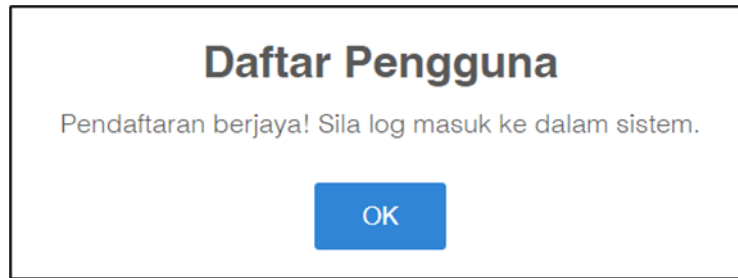 Daftar Pengguna
Pendaftaran berjaya! Sila log masuk ke dalam sistem.
OK